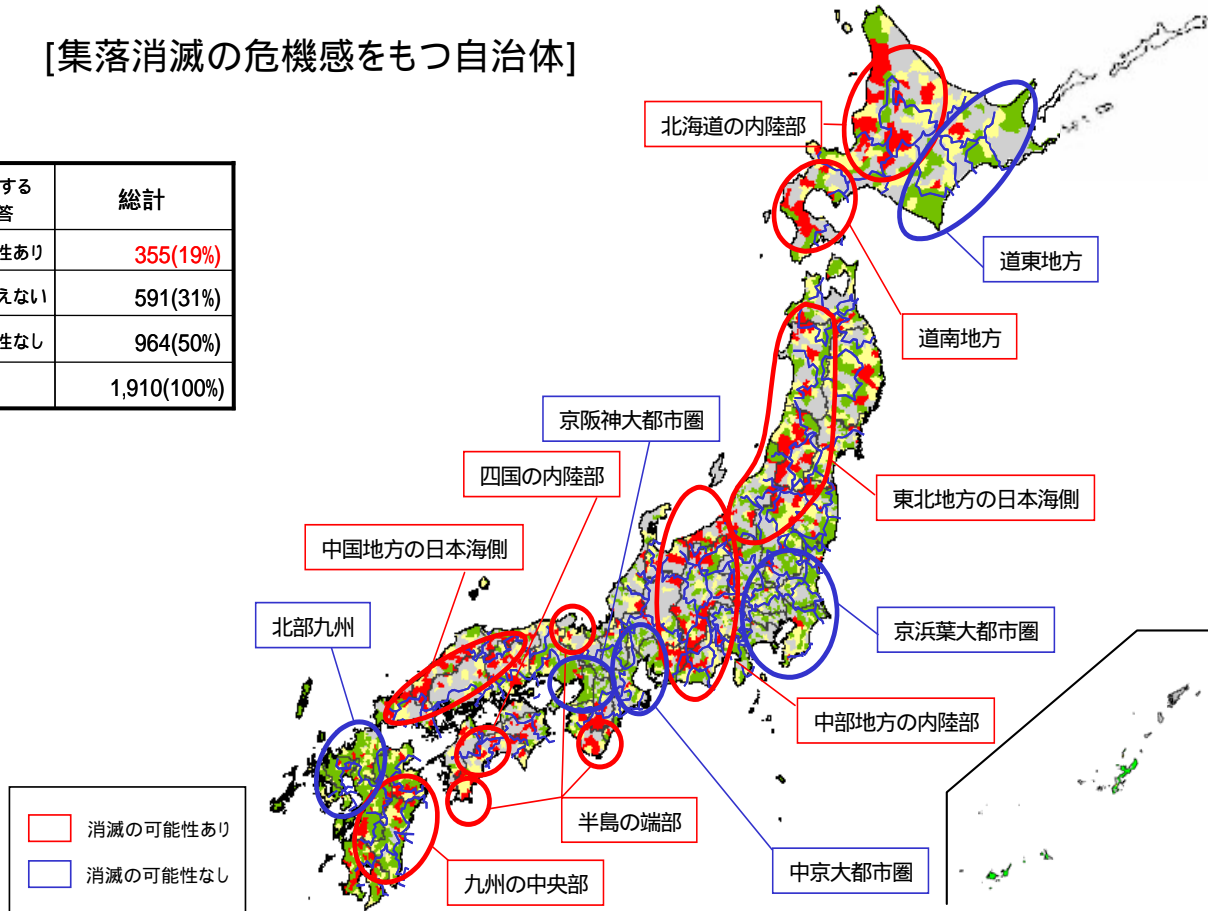 [集落消滅の危機感をもつ自治体]
する
答
総計
性あり
355(19%)
えない
591(31%)
性なし
964(50%)
1,910(100%)
北海道の内陸部
道東地方
道南地方
京阪神大都市圏
四国の内陸部
東北地方の日本海側
中国地方の日本海側
北部九州
京浜葉大都市圏
中部地方の内陸部
半島の端部
中京大都市圏
九州の中央部
消滅の可能性あり
消滅の可能性なし